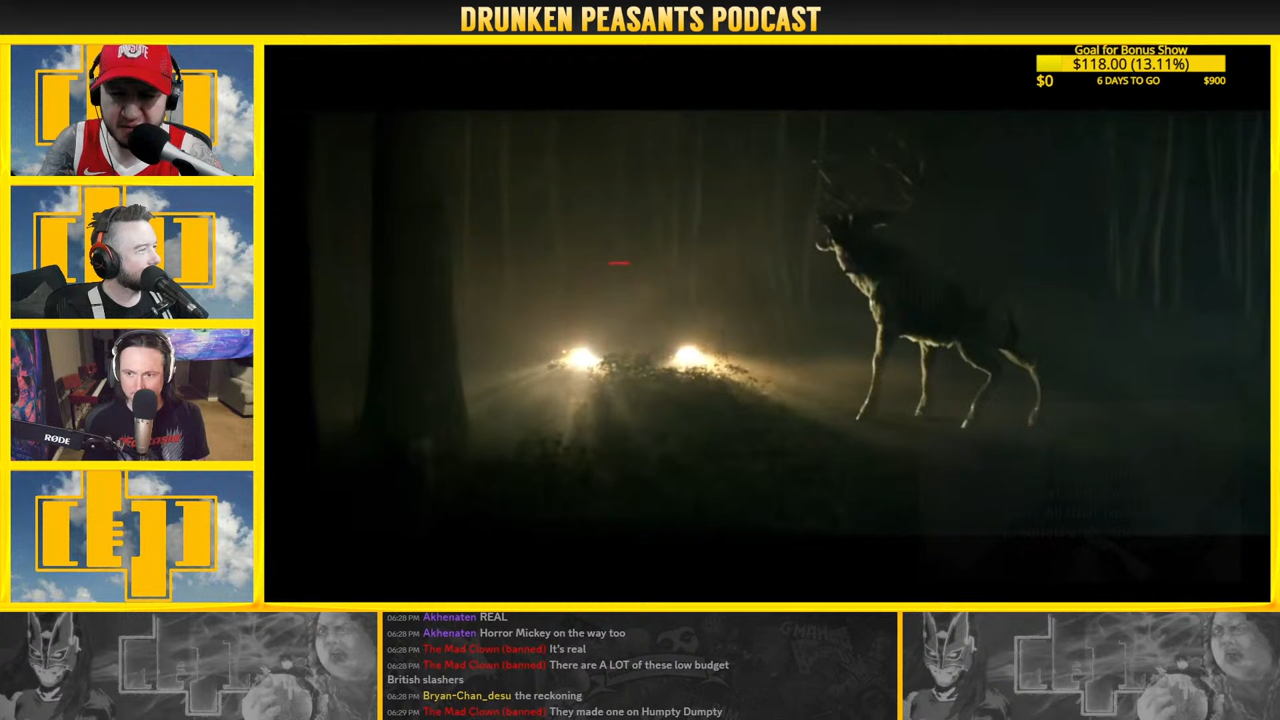 DRUNKEN PEASANTS PODCAST
Goal for Bonus Show
$118.00 (13.11%)
$0
6 DAYS TO GO
$900
RØDE
06:28 PM Akhenaten REAL
06:28 PM Akhenaten Horror Mickey on the way too
06:28 PM The Mad Clown (banned) It's real
06:28 PM The Mad Clown (banned) There are A LOT of these low budget
British slashers
06:28 PM Bryan-Chan_desu the reckoning
06:29 PM The Mad Clown (banned) They made one on Humpty Dumpty